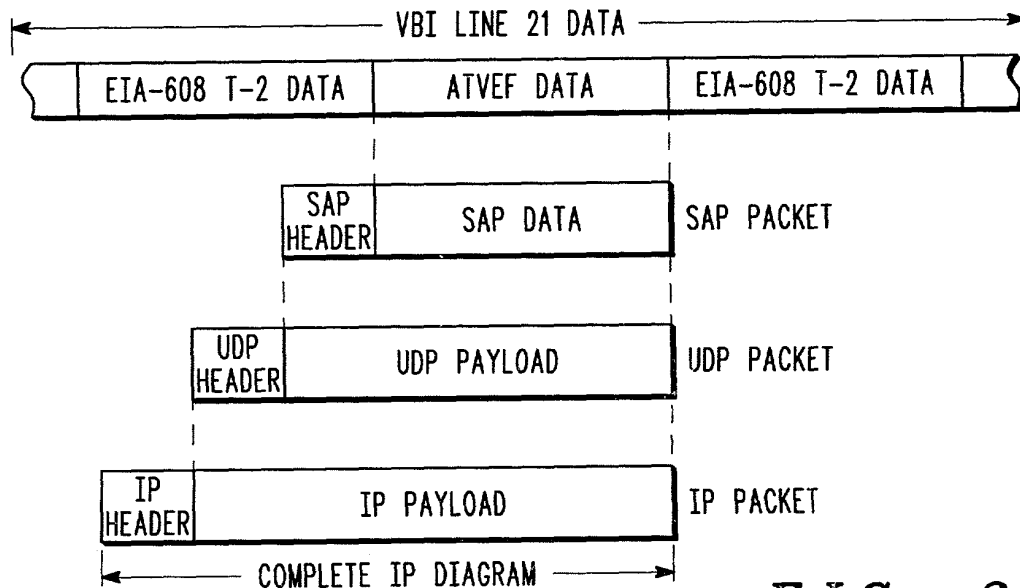 VBI LINE 21 DATA
EIA-608 T-2 DATA ATVEF DATA EIA-608 T-2 DATA
SAP HEADER SAP DATA SAP PACKET
UDP HEADER UDP PAYLOAD UDP PACKET
IP HEADER IP PAYLOAD IP PACKET
COMPLETE IP DIAGRAM